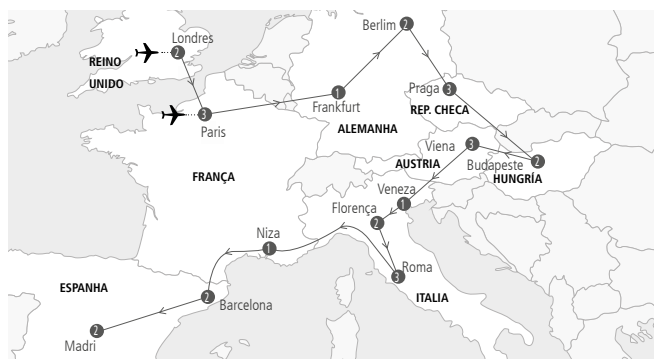 Londres
2
REINO
UNIDO
Paris
3
Frankfurt
1
ALEMANHA
Berlim
2
Praga
3
REP. CHECA
Viena
3
AUSTRIA
Budapeste
2
HUNGRÍA
FRANÇA
Veneza
1
Florença
2
Roma
3
ITALIA
Niza
1
ESPANHA
Barcelona
2
Madri
2